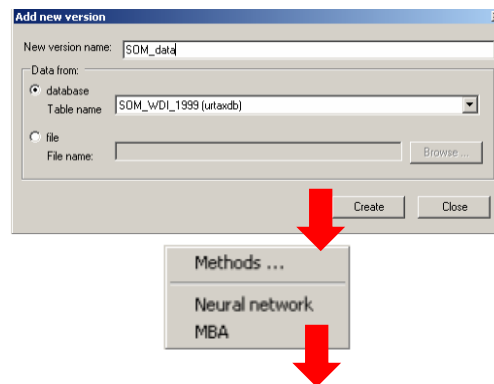 Add new version
New version name: SOM_data
Data from:
database
Table name SOM_WDI_1999 (urtaxdb)
file
File name: Browse ...
Create Close
Methods ...
Neural network
MBA